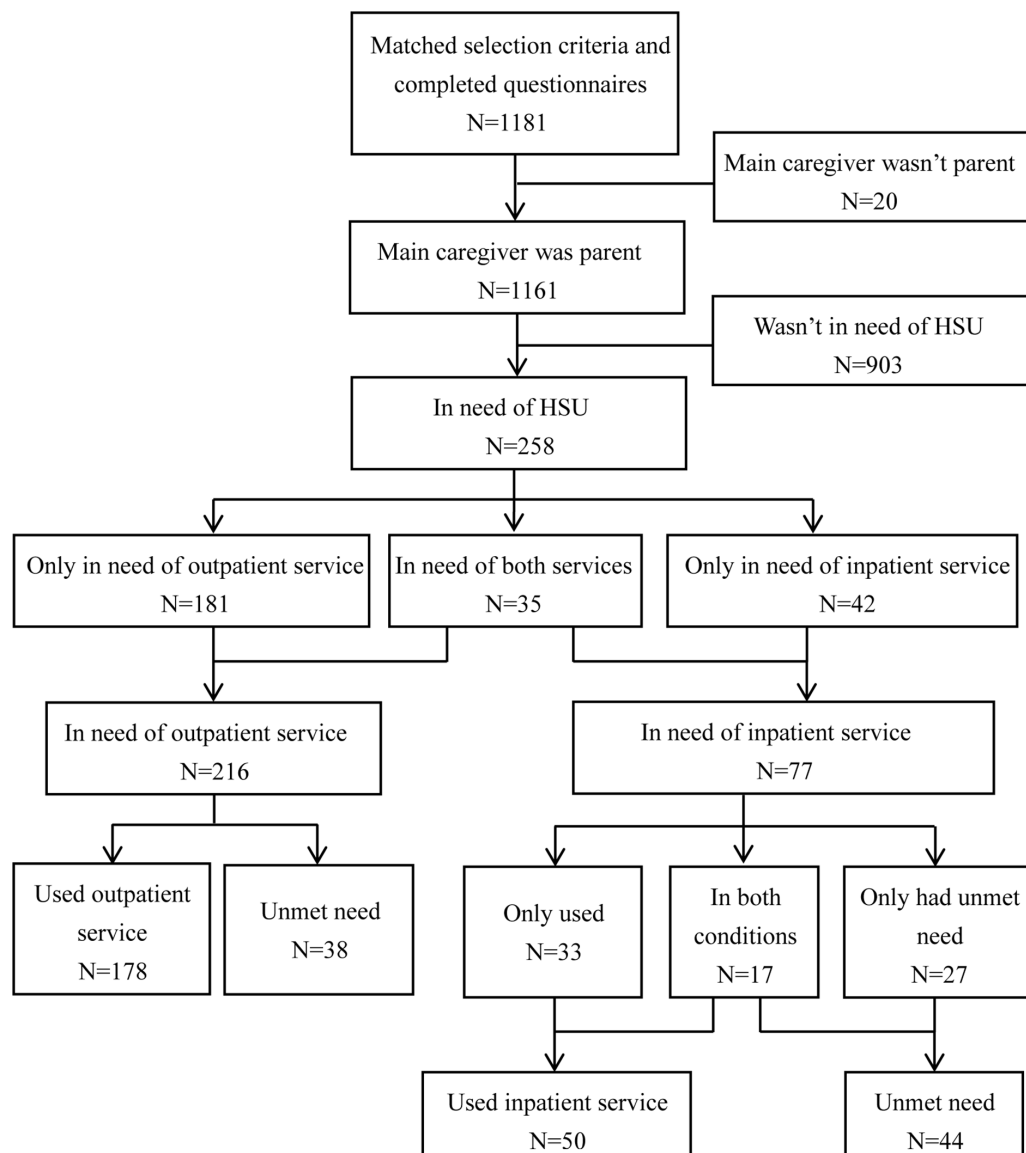 Matched selection criteria and
completed questionnaires
N=1181
Main caregiver wasn't parent
N=20
Main caregiver was parent
N=1161
Wasn't in need of HSU
N=903
In need of HSU
N=258
Only in need of outpatient service
N=181
In need of both services
N=35
Only in need of inpatient service
N=42
In need of outpatient service
N=216
In need of inpatient service
N=77
Used outpatient
service
N=178
Unmet need
N=38
Only used
N=33
In both
conditions
N=17
Only had unmet
need
N=27
Used inpatient service
N=50
Unmet need
N=44